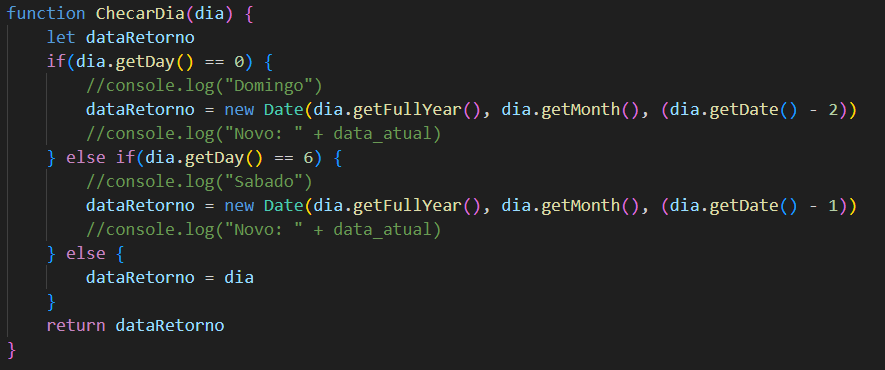 function ChecarDia(dia) {
    let dataRetorno
    if(dia.getDay() == 0) {
        //console.log("Domingo")
        dataRetorno = new Date(dia.getFullYear(), dia.getMonth(), (dia.getDate() - 2))
        //console.log("Novo: " + data_atual)
    } else if(dia.getDay() == 6) {
        //console.log("Sabado")
        dataRetorno = new Date(dia.getFullYear(), dia.getMonth(), (dia.getDate() - 1))
        //console.log("Novo: " + data_atual)
    } else {
        dataRetorno = dia
    }
    return dataRetorno
}